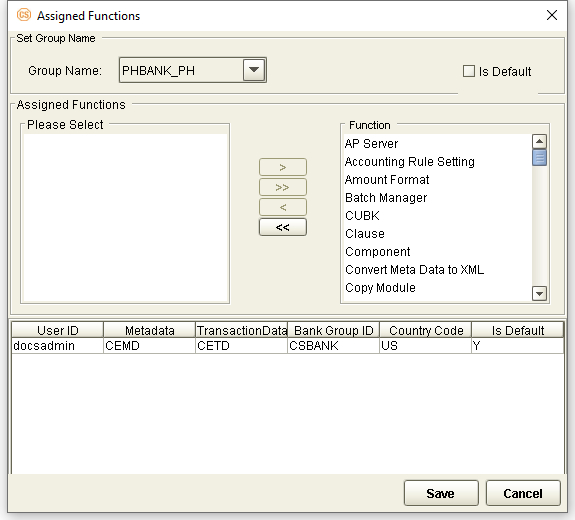 CS Assigned Functions
Set Group Name
Group Name: PHBANK_PH Is Default
Assigned Functions
Please Select
Function
AP Server
Accounting Rule Setting
Amount Format
Batch Manager
CUBK
Clause
Component
Convert Meta Data to XML
Copy Module
>
>>
<
<<
User ID Metadata TransactionData Bank Group ID Country Code Is Default
docsadmin CEMD CETD CSBANK US Y
Save Cancel